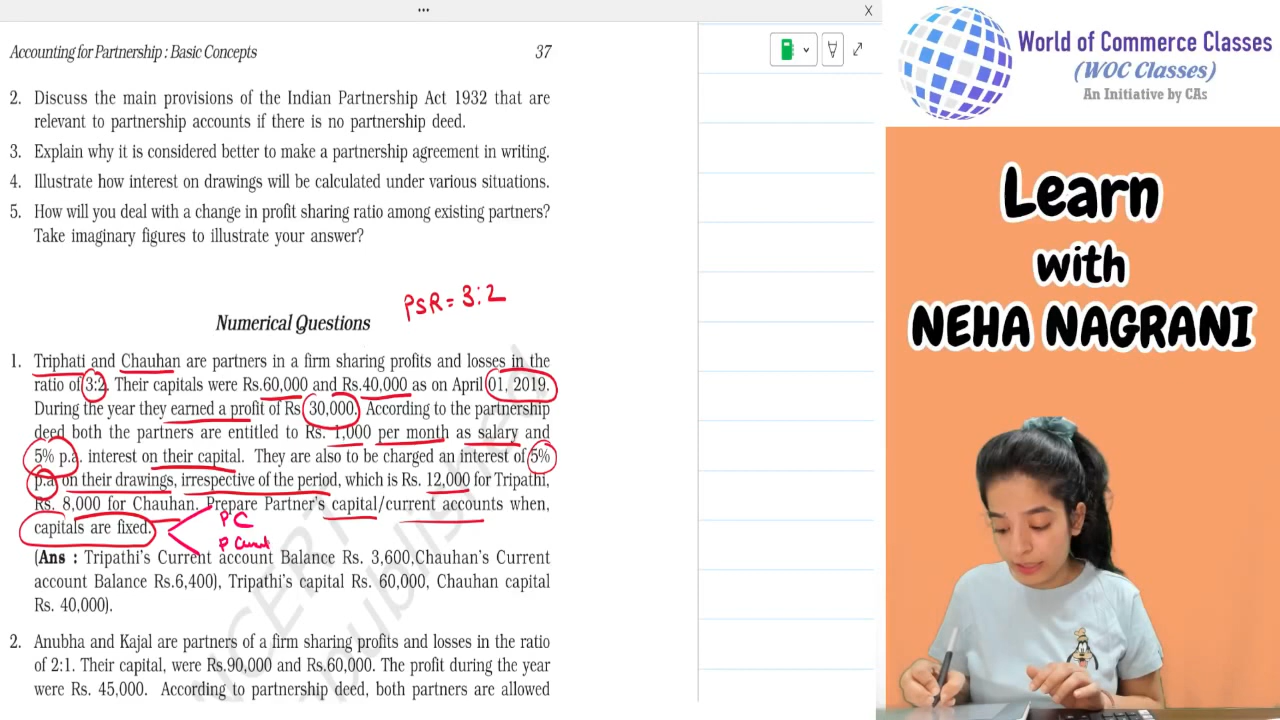 ...
X
Accounting for Partnership : Basic Concepts 37
2. Discuss the main provisions of the Indian Partnership Act 1932 that are
relevant to partnership accounts if there is no partnership deed.
3. Explain why it is considered better to make a partnership agreement in writing.
4. Illustrate how interest on drawings will be calculated under various situations.
5. How will you deal with a change in profit sharing ratio among existing partners?
Take imaginary figures to illustrate your answer?
PSR = 3:2
Numerical Questions
1. Triphati and Chauhan are partners in a firm sharing profits and losses in the
ratio of 3:2. Their capitals were Rs.60,000 and Rs.40,000 as on April 01, 2019.
During the year they earned a profit of Rs 30,000. According to the partnership
deed both the partners are entitled to Rs. 1,000 per month as salary and
5% p.a. interest on their capital. They are also to be charged an interest of 5%
p.a on their drawings, irrespective of the period, which is Rs. 12,000 for Tripathi,
Rs. 8,000 for Chauhan. Prepare Partner's capital/current accounts when,
capitals are fixed.
PC
P
(Ans : Tripathi's Current account Balance Rs. 3,600,Chauhan's Current
account Balance Rs.6,400), Tripathi's capital Rs. 60,000, Chauhan capital
Rs. 40,000).
2. Anubha and Kajal are partners of a firm sharing profits and losses in the ratio
of 2:1. Their capital, were Rs.90,000 and Rs.60,000. The profit during the year
were Rs. 45,000. According to partnership deed, both partners are allowed
NCERT
World of Commerce Classes
(WOC Classes)
An Initiative by CAs
Learn
with
NEHA NAGRANI